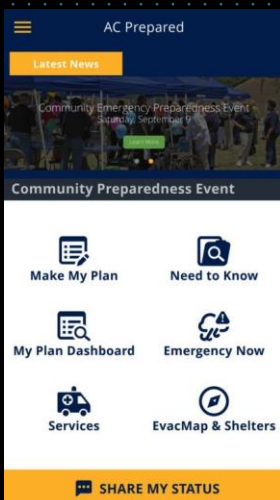 AC Prepared
Latest News
Community Emergency Preparedness Event -
Saturday, September 9
Learn More
Community Preparedness Event
Make My Plan
Need to Know
My Plan Dashboard
Emergency Now
Services
EvacMap & Shelters
SHARE MY STATUS